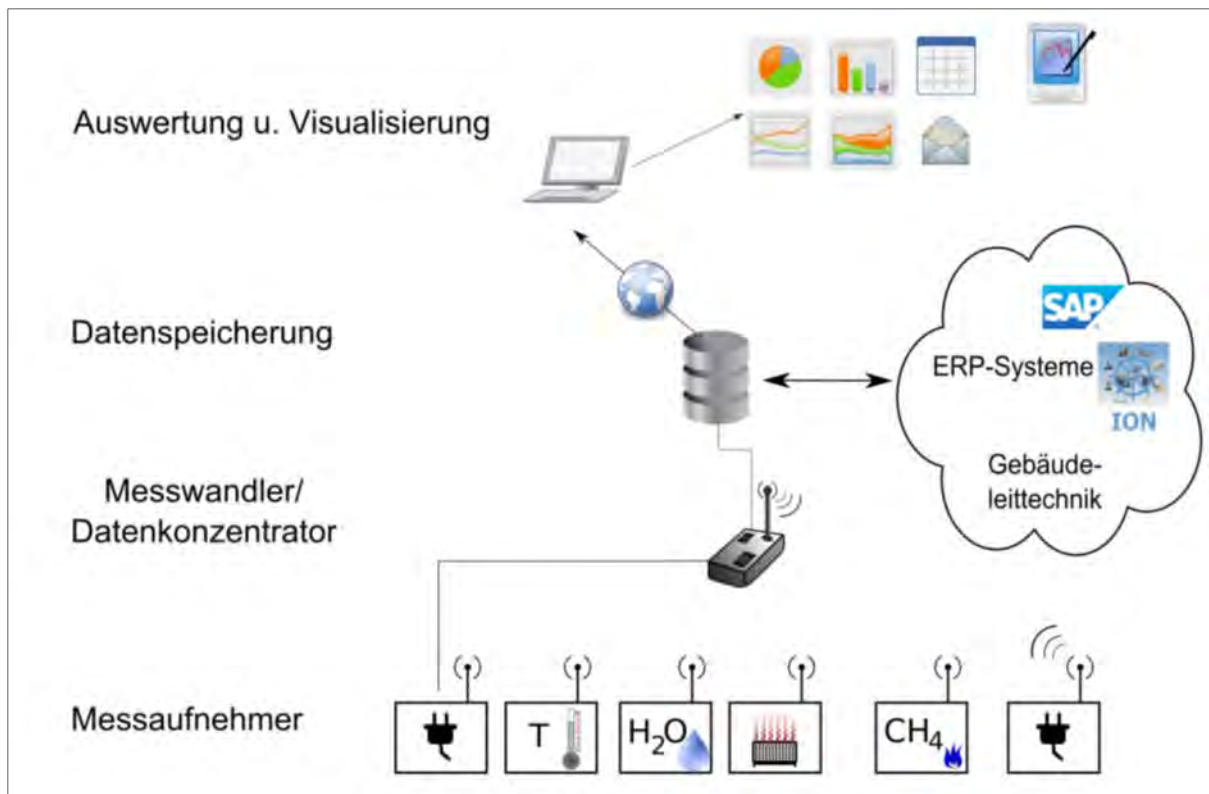 Auswertung u. Visualisierung
Datenspeicherung
SAP
ERP-Systeme
ION
Gebäude-
leittechnik
Messwandler/
Datenkonzentrator
Messaufnehmer
T
H₂O
CH₄